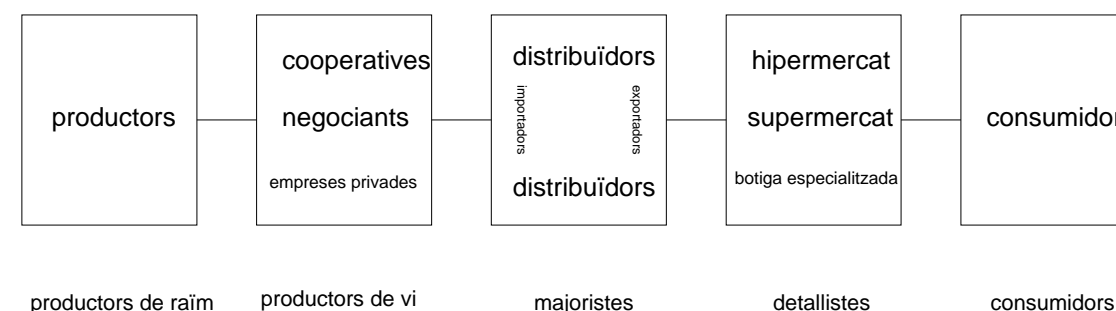 productors
cooperatives
negociants
empreses privades
distribuïdors
importadors
exportadors
distribuïdors
hipermercat
supermercat
botiga especialitzada
consumidor
productors de raïm
productors de vi
majoristes
detallistes
consumidors